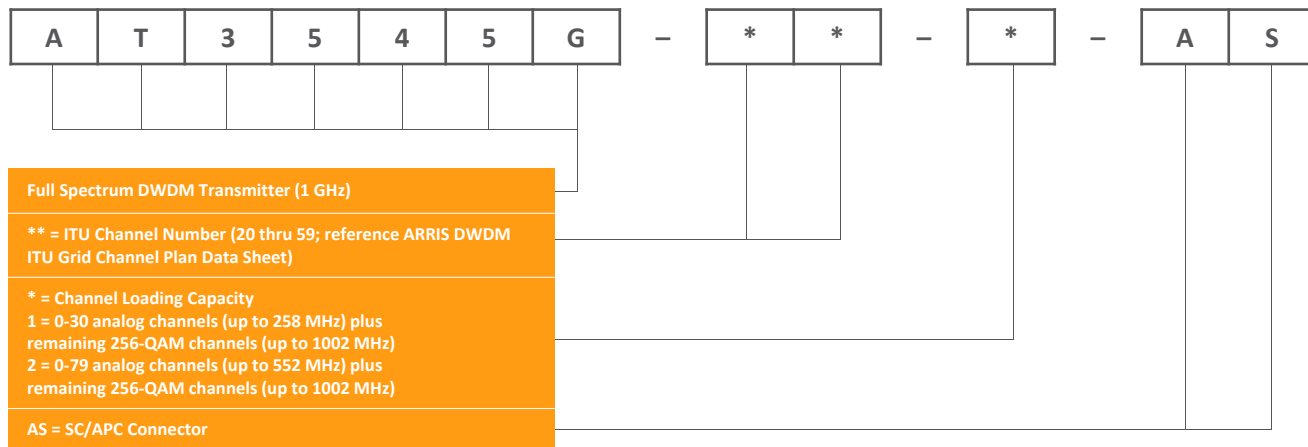 A T 3 5 4 5 G – * * – * – A S
Full Spectrum DWDM Transmitter (1 GHz)
** = ITU Channel Number (20 thru 59; reference ARRIS DWDM
ITU Grid Channel Plan Data Sheet)
* = Channel Loading Capacity
1 = 0-30 analog channels (up to 258 MHz) plus
remaining 256-QAM channels (up to 1002 MHz)
2 = 0-79 analog channels (up to 552 MHz) plus
remaining 256-QAM channels (up to 1002 MHz)
AS = SC/APC Connector